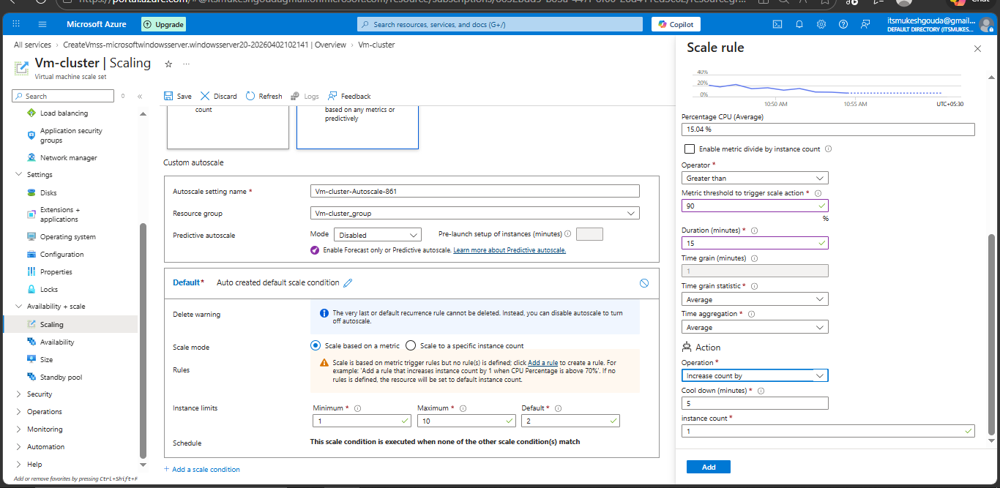 Microsoft Azure
Upgrade
Search resources, services, and docs (G+/)
Copilot
itsmukeshgouda@gmail....
DEFAULT DIRECTORY (ITSMUKES...
All services > CreateVmss-microsoftwindowsserver.windowsserver20-20260402102141 | Overview > Vm-cluster
Vm-cluster | Scaling
Virtual machine scale set
Search
Load balancing
Application security
groups
Network manager
Settings
Disks
Extensions +
applications
Operating system
Configuration
Properties
Locks
Availability + scale
Scaling
Availability
Size
Standby pool
Security
Operations
Monitoring
Automation
Help
Add or remove favorites by pressing Ctrl+Shift+F
Save
Discard
Refresh
Logs
Feedback
count
based on any metrics or
predictively
Custom autoscale
Autoscale setting name *
Vm-cluster-Autoscale-861
Resource group
Vm-cluster_group
Predictive autoscale
Mode
Disabled
Pre-launch setup of instances (minutes)
Enable Forecast only or Predictive autoscale. Learn more about Predictive autoscale.
Default* Auto created default scale condition
Delete warning
The very last or default recurrence rule cannot be deleted. Instead, you can disable autoscale to turn
off autoscale.
Scale mode
Scale based on a metric
Scale to a specific instance count
Rules
Scale is based on metric trigger rules but no rule(s) is defined; click Add a rule to create a rule. For
example: 'Add a rule that increases instance count by 1 when CPU Percentage is above 70%'. If no
rules is defined, the resource will be set to default instance count.
Instance limits
Minimum *
1
Maximum *
10
Default *
2
Schedule
This scale condition is executed when none of the other scale condition(s) match
+ Add a scale condition
Scale rule
40%
20%
0%
10:50 AM
10:55 AM
UTC+05:30
Percentage CPU (Average)
15.04 %
Enable metric divide by instance count
Operator *
Greater than
Metric threshold to trigger scale action *
90
%
Duration (minutes) *
15
Time grain (minutes)
1
Time grain statistic *
Average
Time aggregation *
Average
Action
Operation *
Increase count by
Cool down (minutes) *
5
instance count *
1
Add